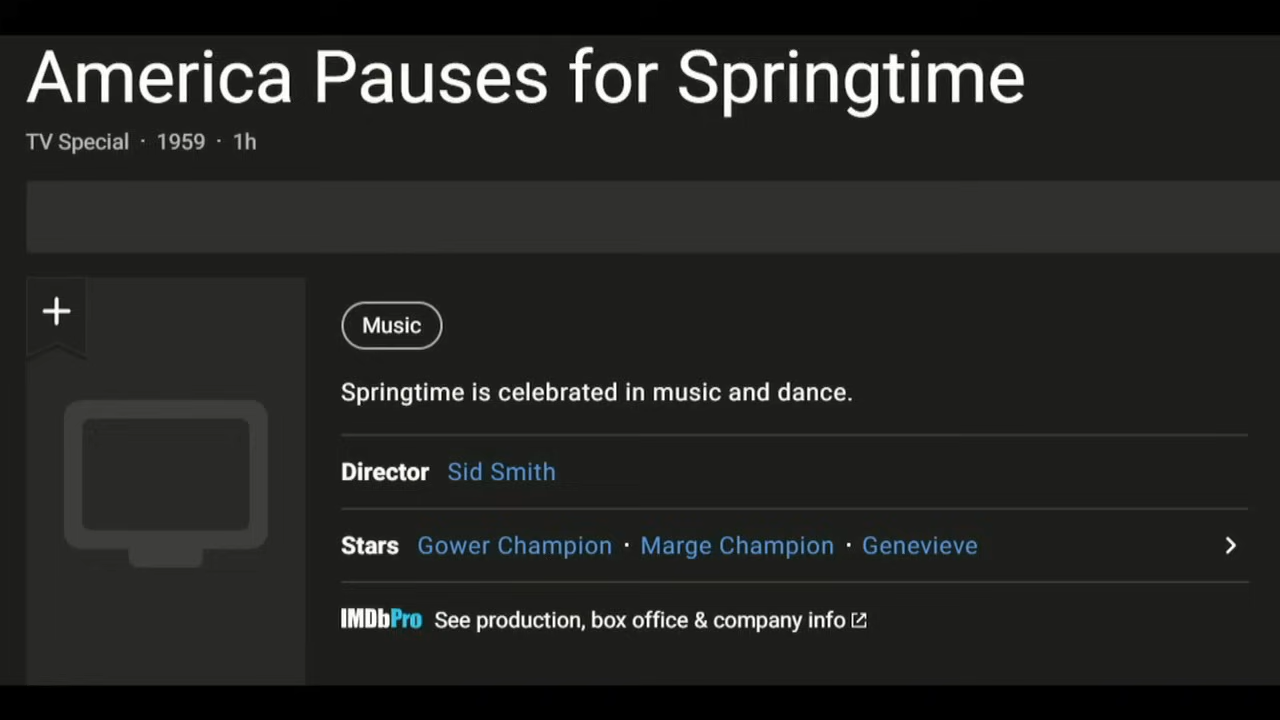 America Pauses for Springtime
TV Special · 1959 · 1h
Music
Springtime is celebrated in music and dance.
Director Sid Smith
Stars Gower Champion · Marge Champion · Genevieve
IMDbPro See production, box office & company info